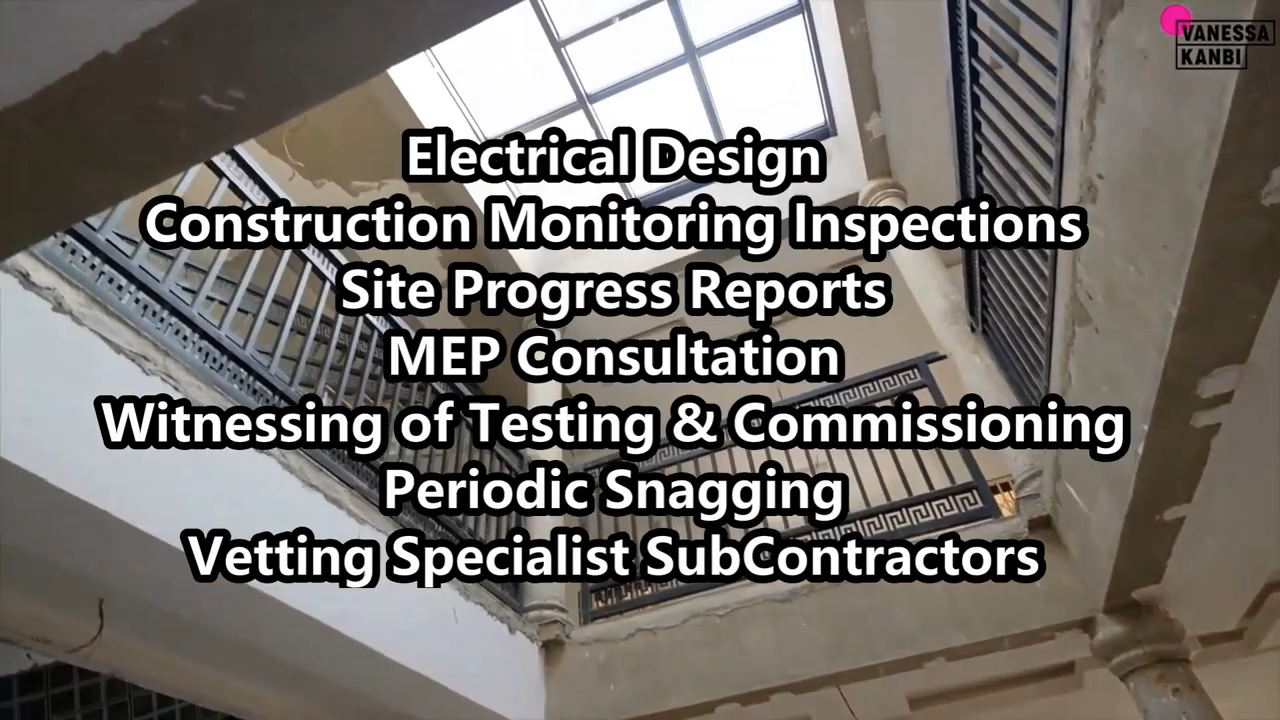 VANESSA
KANBI
Electrical Design
Construction Monitoring Inspections
Site Progress Reports
MEP Consultation
Witnessing of Testing & Commissioning
Periodic Snagging
Vetting Specialist SubContractors